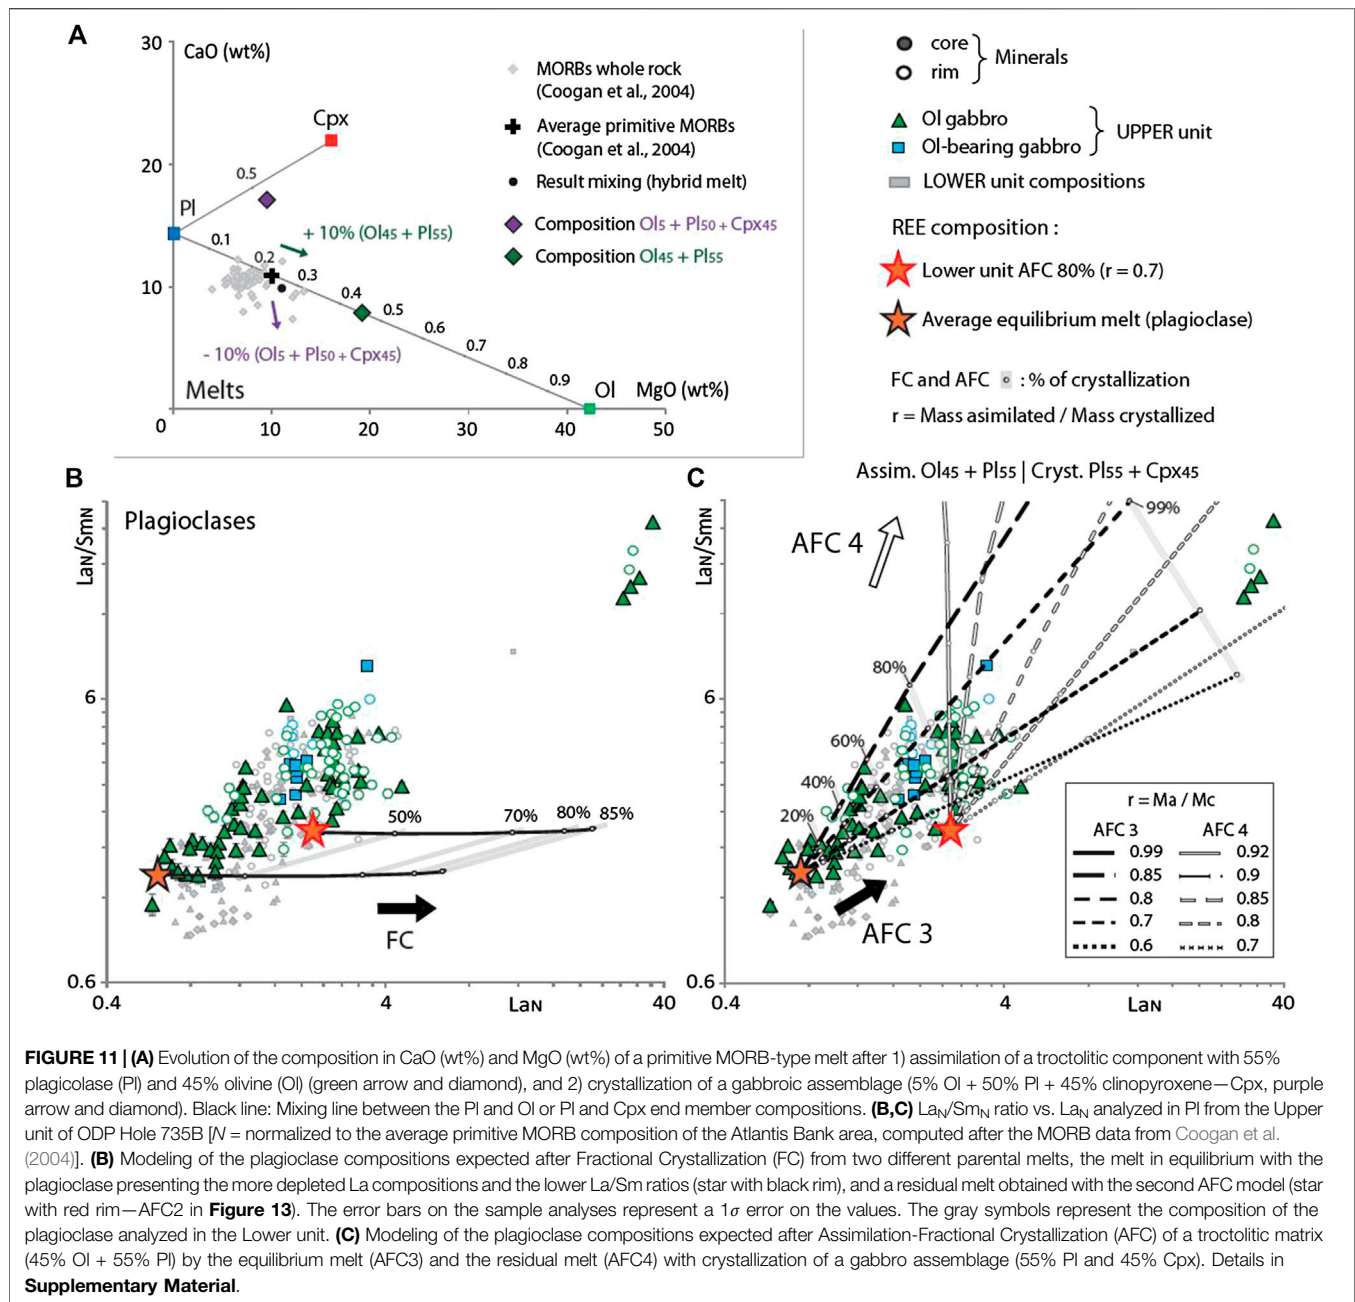 A
30
CaO (wt%)
Cpx
20
0.5
Pl
0.1
+ 10% (Ol45 + Pl55)
0.2
0.3
10
0.4
0.5
0.6
0.7
- 10% (Ol5 + Pl50 + Cpx45)
0.8
0.9
Melts
Ol
MgO (wt%)
0
10
20
30
40
50
MORBs whole rock
(Coogan et al., 2004)
Average primitive MORBs
(Coogan et al., 2004)
Result mixing (hybrid melt)
Composition Ol5 + Pl50 + Cpx45
Composition Ol45 + Pl55
core
rim
Minerals
Ol gabbro
Ol-bearing gabbro
UPPER unit
LOWER unit compositions
REE composition :
Lower unit AFC 80% (r = 0.7)
Average equilibrium melt (plagioclase)
FC and AFC : % of crystallization
r = Mass asimilated / Mass crystallized
B
Plagioclases
LaN/SmN
6
50%
70%
80%
85%
FC
0.6
0.4
LaN
4
40
C
Assim. Ol45 + Pl55 | Cryst. Pl55 + Cpx45
LaN/SmN
AFC 4
99%
80%
6
60%
40%
20%
AFC 3
r = Ma / Mc
AFC 3 AFC 4
0.99 0.92
0.85 0.9
0.8 0.85
0.7 0.8
0.6 0.7
0.6
0.4
4
LaN
40
FIGURE 11 | (A) Evolution of the composition in CaO (wt%) and MgO (wt%) of a primitive MORB-type melt after 1) assimilation of a troctolitic component with 55%
plagicolase (Pl) and 45% olivine (Ol) (green arrow and diamond), and 2) crystallization of a gabbroic assemblage (5% Ol + 50% Pl + 45% clinopyroxene—Cpx, purple
arrow and diamond). Black line: Mixing line between the Pl and Ol or Pl and Cpx end member compositions. (B,C) LaN/SmN ratio vs. LaN analyzed in Pl from the Upper
unit of ODP Hole 735B [N = normalized to the average primitive MORB composition of the Atlantis Bank area, computed after the MORB data from Coogan et al.
(2004)]. (B) Modeling of the plagioclase compositions expected after Fractional Crystallization (FC) from two different parental melts, the melt in equilibrium with the
plagioclase presenting the more depleted La compositions and the lower La/Sm ratios (star with black rim), and a residual melt obtained with the second AFC model (star
with red rim—AFC2 in Figure 13). The error bars on the sample analyses represent a 1σ error on the values. The gray symbols represent the composition of the
plagioclase analyzed in the Lower unit. (C) Modeling of the plagioclase compositions expected after Assimilation-Fractional Crystallization (AFC) of a troctolitic matrix
(45% Ol + 55% Pl) by the equilibrium melt (AFC3) and the residual melt (AFC4) with crystallization of a gabbro assemblage (55% Pl and 45% Cpx). Details in
Supplementary Material.